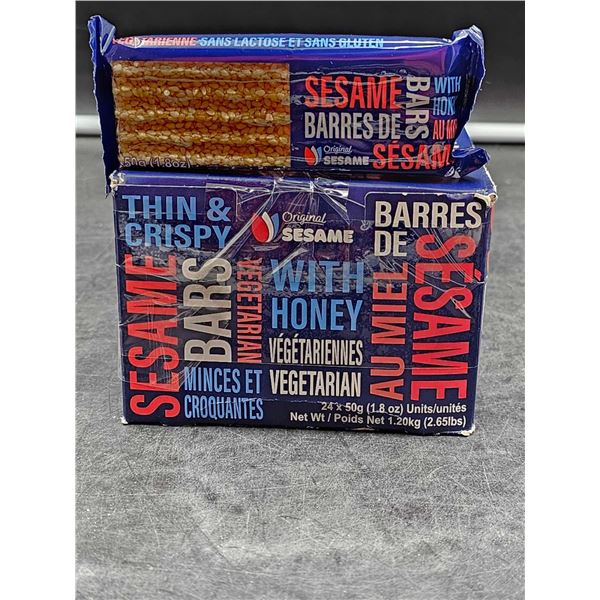 VÉGÉTARIENNE SANS LACTOSE ET SANS GLUTEN
SESAME
BARS
WITH
HONEY
BARRES DE
SÉSAME
AU
Original
SESAME
50g (1.8oz)
THIN &
CRISPY
SESAME
BARS
VEGETARIAN
MINCES ET
CROQUANTES
Original
SESAME
WITH
HONEY
VÉGÉTARIENNES
VEGETARIAN
BARRES
DE
SÉSAME
AU MIEL
24 x 50g (1.8 oz) Units/unités
Net Wt / Poids Net 1.20kg (2.65lbs)